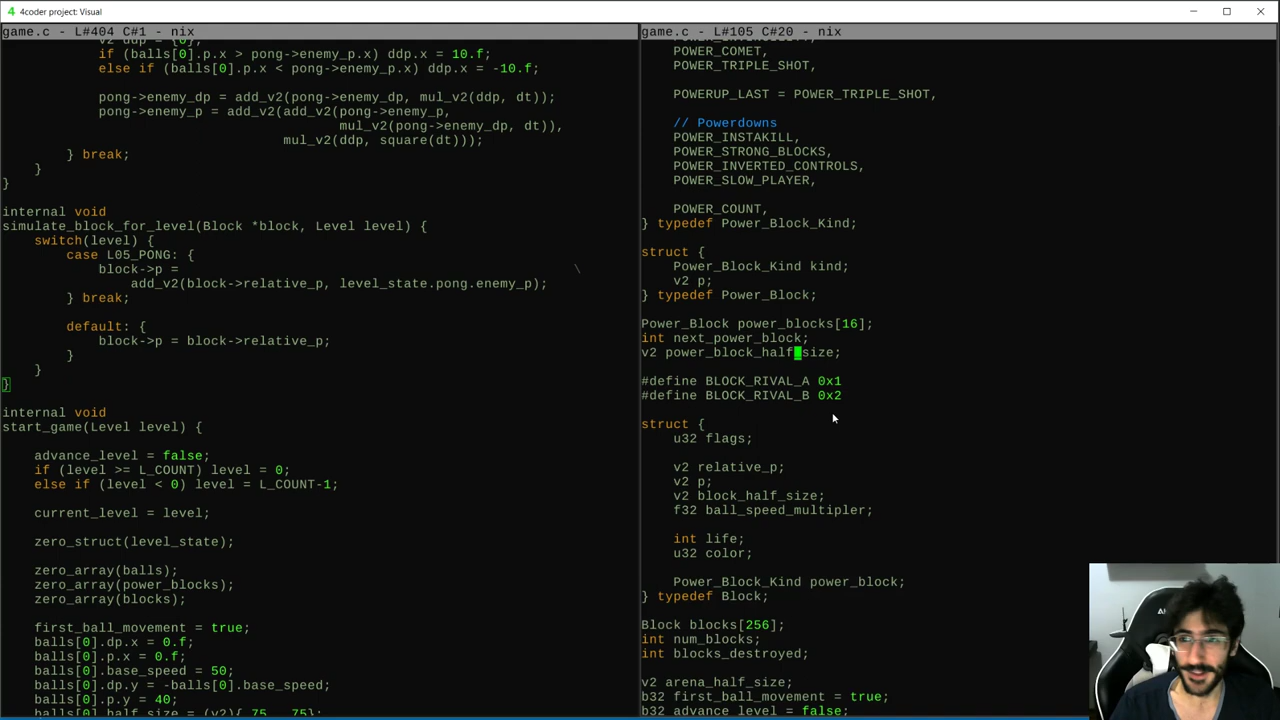 4 4coder project: Visual
game.c - L#404 C#1 - nix
if (balls[0].p.x > pong->enemy_p.x) ddp.x = 10.f;
else if (balls[0].p.x < pong->enemy_p.x) ddp.x = -10.f;
pong->enemy_dp = add_v2(pong->enemy_dp, mul_v2(ddp, dt));
pong->enemy_p = add_v2(add_v2(pong->enemy_p,
mul_v2(pong->enemy_dp, dt)),
mul_v2(ddp, square(dt)));
} break;
}
}
internal void
simulate_block_for_level(Block *block, Level level) {
switch(level) {
case L05_PONG: {
block->p = \
add_v2(block->relative_p, level_state.pong.enemy_p);
} break;
default: {
block->p = block->relative_p;
}
}
}
internal void
start_game(Level level) {
advance_level = false;
if (level >= L_COUNT) level = 0;
else if (level < 0) level = L_COUNT-1;
current_level = level;
zero_struct(level_state);
zero_array(balls);
zero_array(power_blocks);
zero_array(blocks);
first_ball_movement = true;
balls[0].dp.x = 0.f;
balls[0].p.x = 0.f;
balls[0].base_speed = 50;
balls[0].dp.y = -balls[0].base_speed;
balls[0].p.y = 40;
balls[0].half_size = (v2){.75, .75};
game.c - L#105 C#20 - nix
POWER_COMET,
POWER_TRIPLE_SHOT,
POWERUP_LAST = POWER_TRIPLE_SHOT,
// Powerdowns
POWER_INSTAKILL,
POWER_STRONG_BLOCKS,
POWER_INVERTED_CONTROLS,
POWER_SLOW_PLAYER,
POWER_COUNT,
} typedef Power_Block_Kind;
struct {
Power_Block_Kind kind;
v2 p;
} typedef Power_Block;
Power_Block power_blocks[16];
int next_power_block;
v2 power_block_half_size;
#define BLOCK_RIVAL_A 0x1
#define BLOCK_RIVAL_B 0x2
struct {
u32 flags;
v2 relative_p;
v2 p;
v2 block_half_size;
f32 ball_speed_multipler;
int life;
u32 color;
Power_Block_Kind power_block;
} typedef Block;
Block blocks[256];
int num_blocks;
int blocks_destroyed;
v2 arena_half_size;
b32 first_ball_movement = true;
b32 advance_level = false;